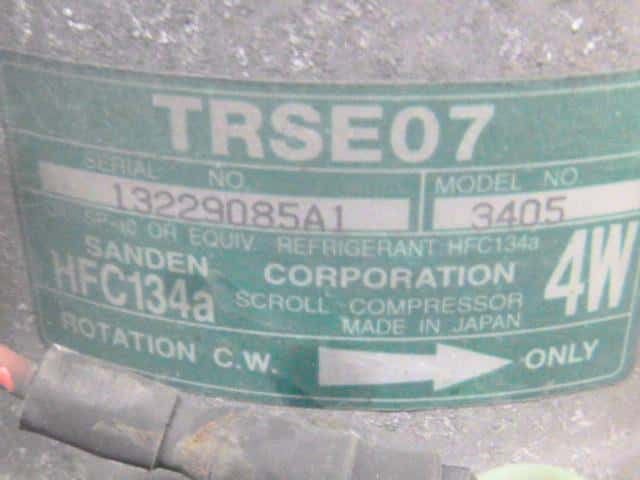 TRSE07
SERIAL NO.
13229085A1
MODEL NO.
3405
SP-10 OR EQUIV. REFRIGERANT HFC134a
SANDEN CORPORATION
HFC134a
4W
SCROLL COMPRESSOR
MADE IN JAPAN
ROTATION C.W. ONLY